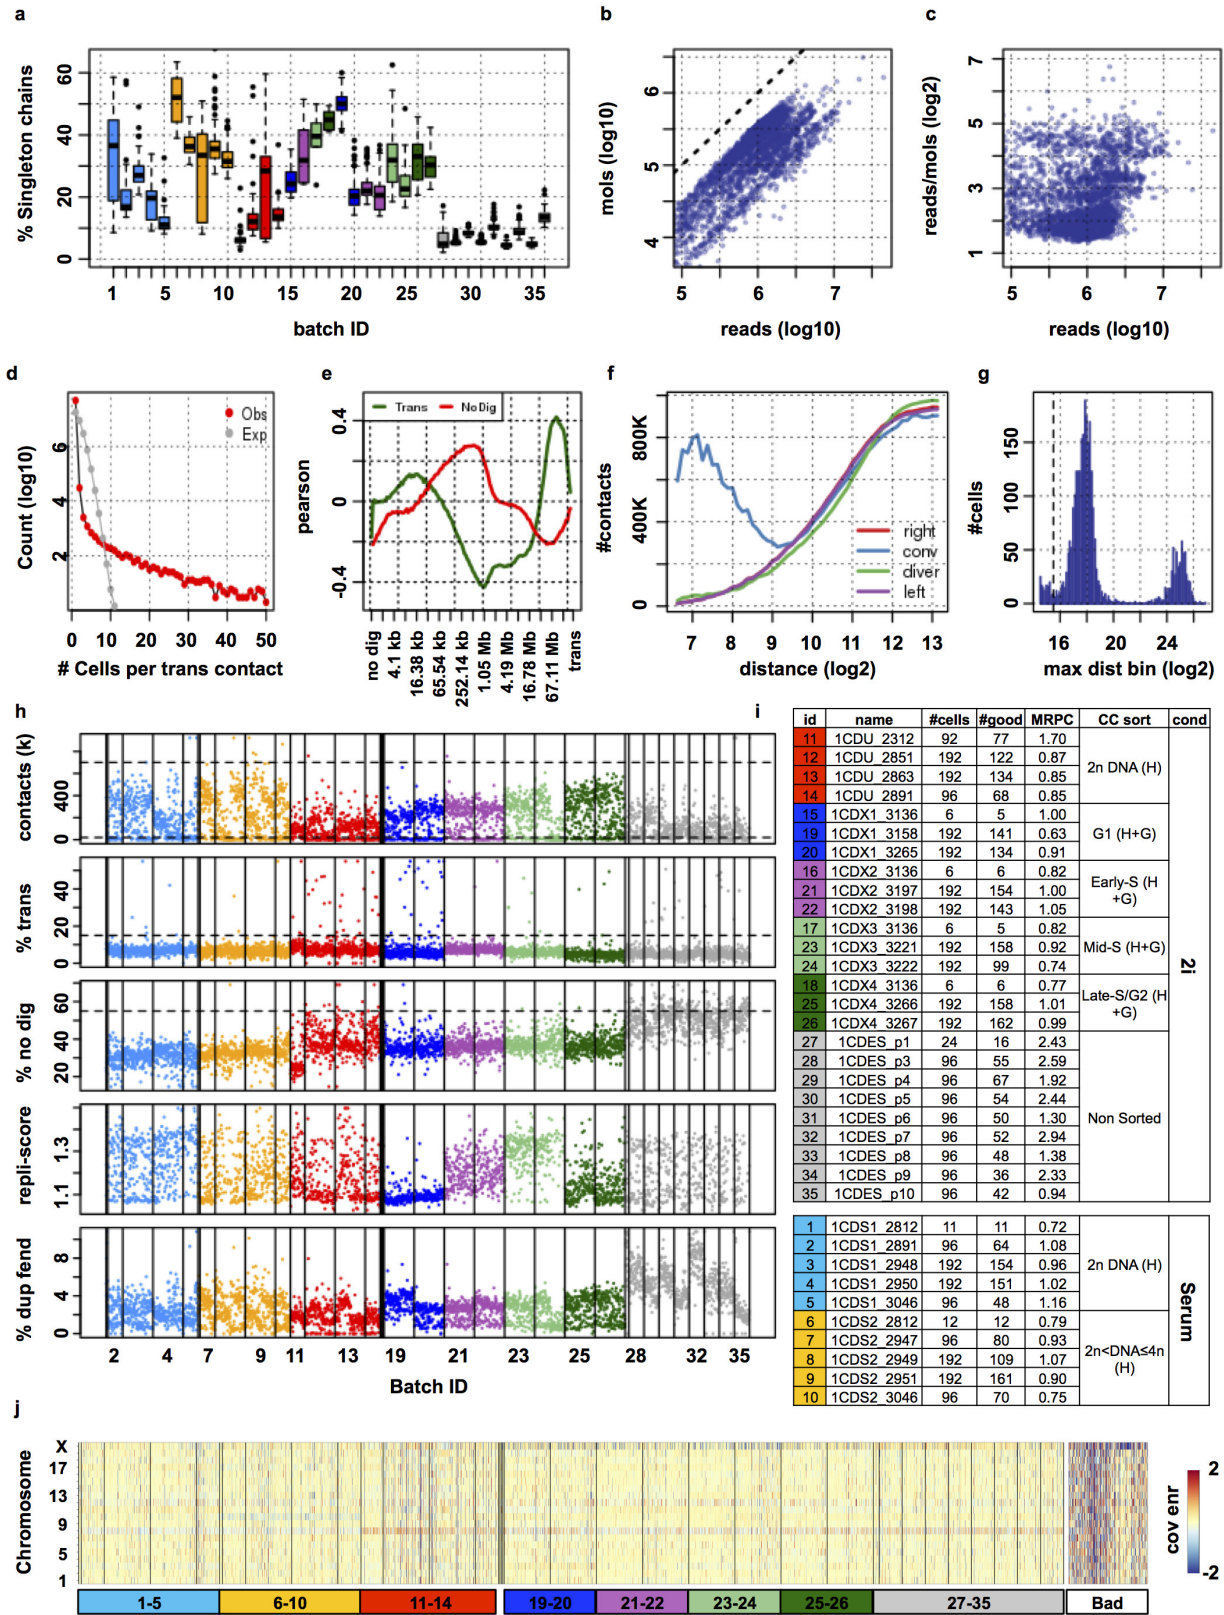 a
b
c
% Singleton chains
60
40
20
0
1
5
10
15
20
25
30
35
batch ID
mols (log10)
6
5
4
5
6
7
reads (log10)
reads/mols (log2)
7
5
3
1
5
6
7
reads (log10)
d
e
f
g
Count (log10)
6
4
2
Obs
Exp
0 10 20 30 40 50
# Cells per trans contact
pearson
0.4
0
-0.4
Trans
NoDig
no dig
4.1 kb
16.38 kb
65.54 kb
252.14 kb
1.05 Mb
4.19 Mb
16.78 Mb
67.11 Mb
trans
#contacts
800K
400K
0
right
conv
diver
left
7 8 9 10 11 12 13
distance (log2)
#cells
150
100
50
0
16 20 24
max dist bin (log2)
h
i
contacts (k)
400
0
% trans
40
20
0
% no dig
60
40
20
repli-score
1.3
1.1
% dup fend
8
4
0
2 4 7 9 11 13 19 21 23 25 28 32 35
Batch ID
id name #cells #good MRPC CC sort cond
11 1CDU_2312 92 77 1.70
12 1CDU_2851 192 122 0.87
13 1CDU_2863 192 134 0.85
14 1CDU_2891 96 68 0.85
2n DNA (H)
15 1CDX1_3136 6 5 1.00
19 1CDX1_3158 192 141 0.63
20 1CDX1_3265 192 134 0.91
G1 (H+G)
16 1CDX2_3136 6 6 0.82
21 1CDX2_3197 192 154 1.00
22 1CDX2_3198 192 143 1.05
Early-S (H
+G)
17 1CDX3_3136 6 5 0.82
23 1CDX3_3221 192 158 0.92
24 1CDX3_3222 192 99 0.74
Mid-S (H+G)
18 1CDX4_3136 6 6 0.77
25 1CDX4_3266 192 158 1.01
26 1CDX4_3267 192 162 0.99
Late-S/G2 (H
+G)
27 1CDES_p1 24 16 2.43
28 1CDES_p3 96 55 2.59
29 1CDES_p4 96 67 1.92
30 1CDES_p5 96 54 2.44
31 1CDES_p6 96 50 1.30
32 1CDES_p7 96 52 2.94
33 1CDES_p8 96 48 1.38
34 1CDES_p9 96 36 2.33
35 1CDES_p10 96 42 0.94
Non Sorted
2i
1 1CDS1_2812 11 11 0.72
2 1CDS1_2891 96 64 1.08
3 1CDS1_2948 192 154 0.96
4 1CDS1_2950 192 151 1.02
5 1CDS1_3046 96 48 1.16
2n DNA (H)
6 1CDS2_2812 12 12 0.79
7 1CDS2_2947 96 80 0.93
8 1CDS2_2949 192 109 1.07
9 1CDS2_2951 192 161 0.90
10 1CDS2_3046 96 70 0.75
2n<DNA≤4n
(H)
Serum
j
Chromosome
X
17
13
9
5
1
1-5 6-10 11-14 19-20 21-22 23-24 25-26 27-35 Bad
cov enr
2
-2